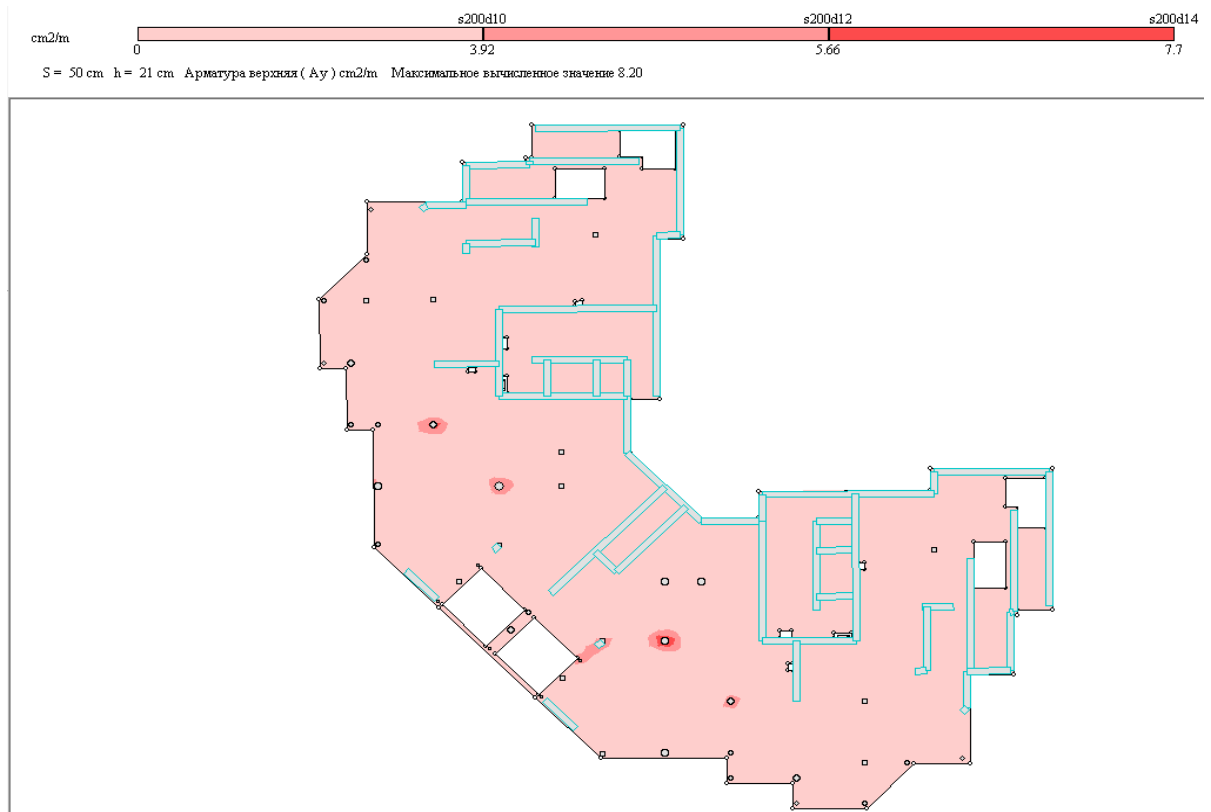 s200d10 s200d12 s200d14
cm2/m
0 3.92 5.66 7.7
S = 50 cm h = 21 cm Арматура верхняя ( Ay ) cm2/m Максимальное вычисленное значение 8.20